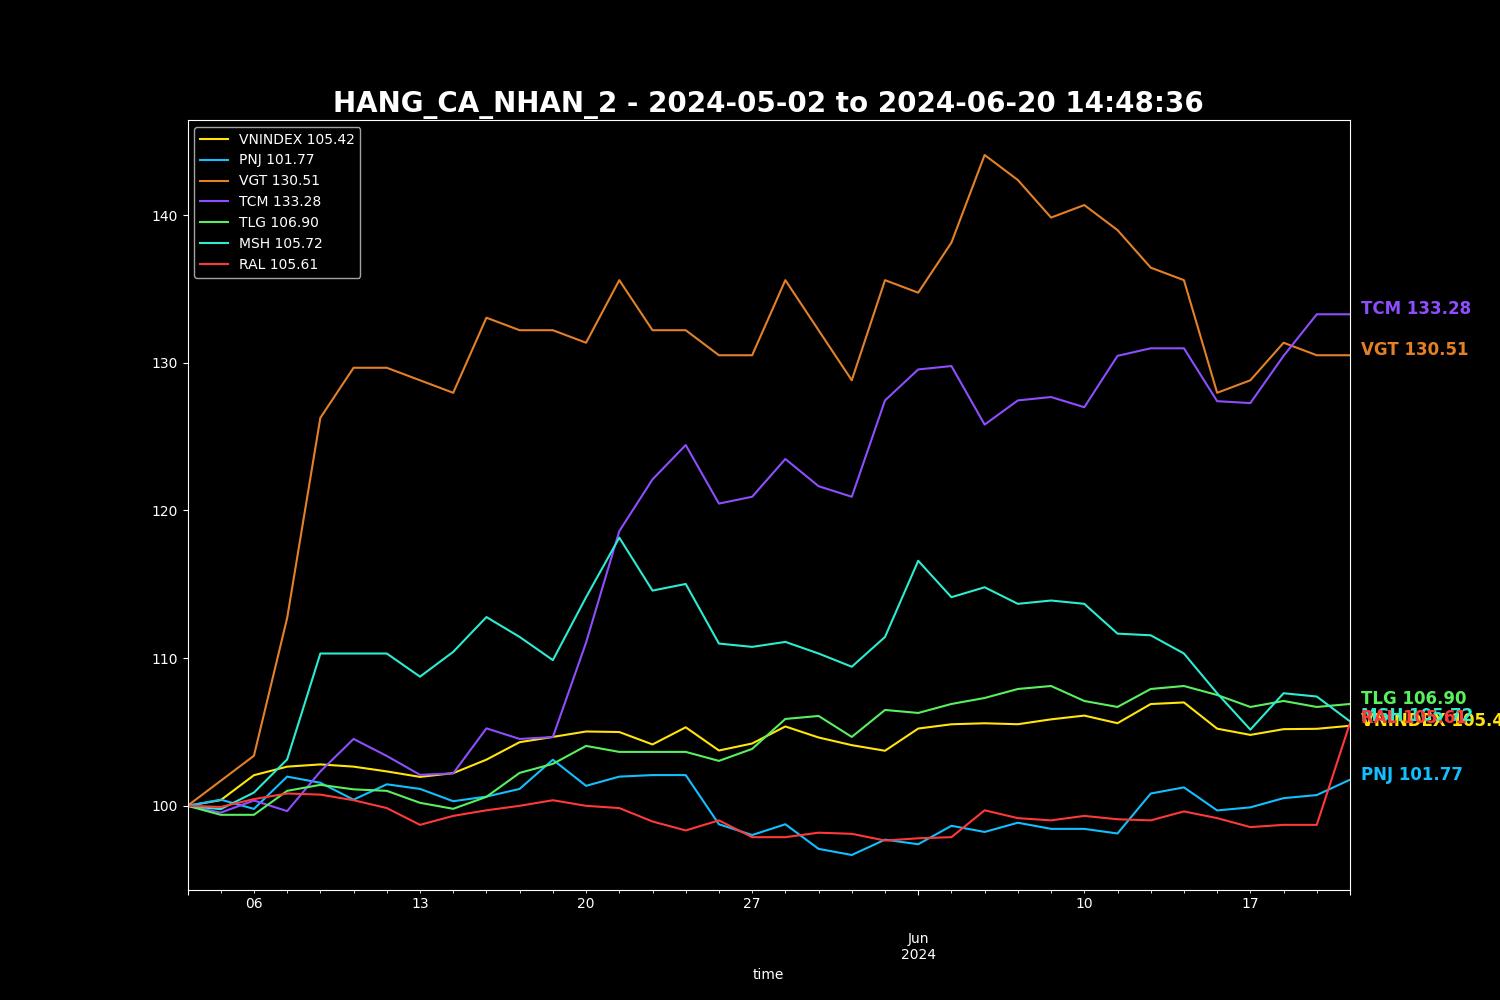 HANG_CA_NHAN_2 - 2024-05-02 to 2024-06-20 14:48:36
VNINDEX 105.42
PNJ 101.77
VGT 130.51
TCM 133.28
TLG 106.90
MSH 105.72
RAL 105.61
140
130
120
110
100
TCM 133.28
VGT 130.51
TLG 106.90
PNJ 101.77
06
13
20
27
10
17
Jun
2024
time